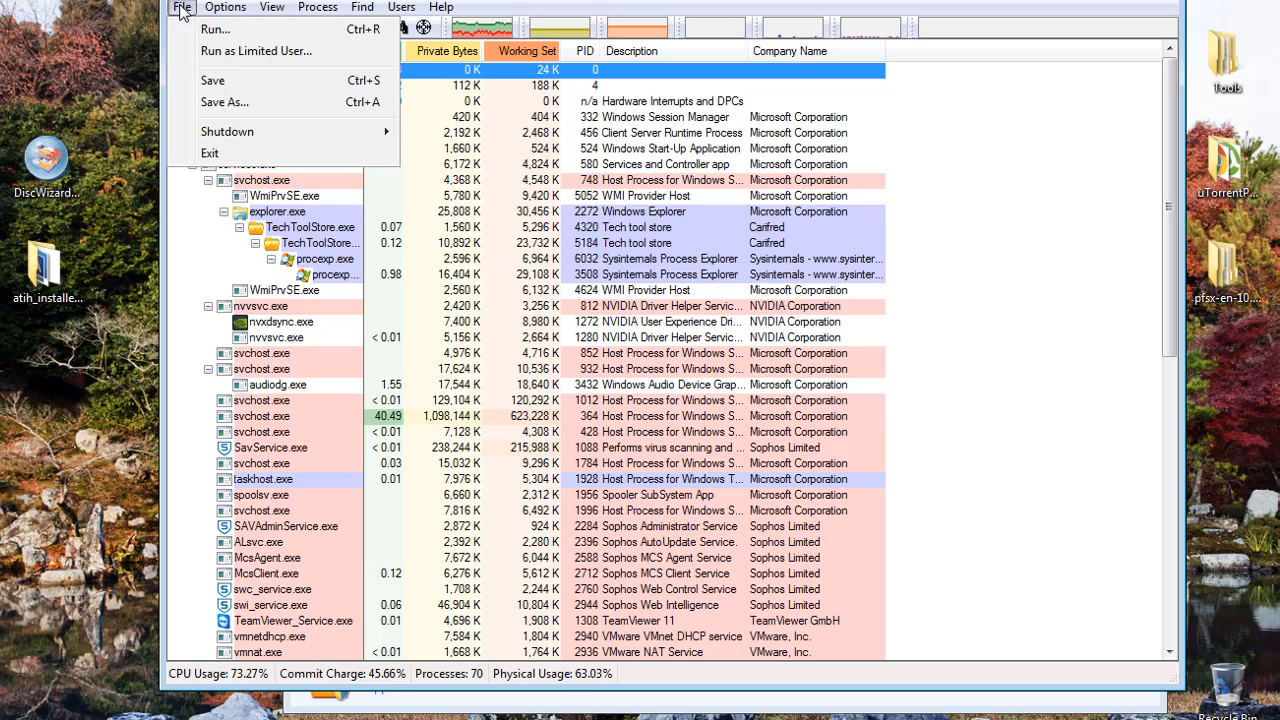 File Options View Process Find Users Help
Run... Ctrl+R
Run as Limited User...
Save Ctrl+S
Save As... Ctrl+A
Shutdown
Exit
Private Bytes Working Set PID Description Company Name
0 K 24 K 0
112 K 188 K 4
0 K 0 K n/a Hardware Interrupts and DPCs
420 K 404 K 332 Windows Session Manager Microsoft Corporation
2,192 K 2,468 K 456 Client Server Runtime Process Microsoft Corporation
1,660 K 524 K 524 Windows Start-Up Application Microsoft Corporation
6,172 K 4,824 K 580 Services and Controller app Microsoft Corporation
svchost.exe 4,368 K 4,548 K 748 Host Process for Windows S... Microsoft Corporation
WmiPrvSE.exe 5,780 K 9,420 K 5052 WMI Provider Host Microsoft Corporation
explorer.exe 25,808 K 30,456 K 2272 Windows Explorer Microsoft Corporation
TechToolStore.exe 0.07 1,560 K 5,296 K 4320 Tech tool store Carifred
TechToolStore... 0.12 10,892 K 23,732 K 5184 Tech tool store Carifred
procexp.exe 2,596 K 6,964 K 6032 Sysinternals Process Explorer Sysinternals - www.sysinter...
procexp... 0.98 16,404 K 29,108 K 3508 Sysinternals Process Explorer Sysinternals - www.sysinter...
WmiPrvSE.exe 2,560 K 6,132 K 4624 WMI Provider Host Microsoft Corporation
nvvsvc.exe 2,420 K 3,256 K 812 NVIDIA Driver Helper Servic... NVIDIA Corporation
nvxdsync.exe 7,400 K 8,980 K 1272 NVIDIA User Experience Dri... NVIDIA Corporation
nvvsvc.exe < 0.01 5,156 K 2,664 K 1280 NVIDIA Driver Helper Servic... NVIDIA Corporation
svchost.exe 4,976 K 4,716 K 852 Host Process for Windows S... Microsoft Corporation
svchost.exe 17,624 K 10,536 K 932 Host Process for Windows S... Microsoft Corporation
audiodg.exe 1.55 17,544 K 18,640 K 3432 Windows Audio Device Grap... Microsoft Corporation
svchost.exe < 0.01 129,104 K 120,292 K 1012 Host Process for Windows S... Microsoft Corporation
svchost.exe 40.49 1,098,144 K 623,228 K 364 Host Process for Windows S... Microsoft Corporation
svchost.exe < 0.01 7,128 K 4,308 K 428 Host Process for Windows S... Microsoft Corporation
SavService.exe < 0.01 238,244 K 215,988 K 1088 Performs virus scanning and ... Sophos Limited
svchost.exe 0.03 15,032 K 9,296 K 1784 Host Process for Windows S... Microsoft Corporation
taskhost.exe 0.01 7,976 K 5,304 K 1928 Host Process for Windows T... Microsoft Corporation
spoolsv.exe 6,660 K 2,312 K 1956 Spooler SubSystem App Microsoft Corporation
svchost.exe 7,816 K 6,492 K 1996 Host Process for Windows S... Microsoft Corporation
SAVAdminService.exe 2,872 K 924 K 2284 Sophos Administrator Service Sophos Limited
ALsvc.exe 2,392 K 2,280 K 2396 Sophos AutoUpdate Service. Sophos Limited
McsAgent.exe 7,672 K 6,044 K 2588 Sophos MCS Agent Service Sophos Limited
McsClient.exe 0.12 6,276 K 5,612 K 2712 Sophos MCS Client Service Sophos Limited
swc_service.exe 1,708 K 2,244 K 2760 Sophos Web Control Service Sophos Limited
swi_service.exe 0.06 46,904 K 10,804 K 2944 Sophos Web Intelligence Sophos Limited
TeamViewer_Service.exe 0.01 4,696 K 1,908 K 1308 TeamViewer 11 TeamViewer GmbH
vmnetdhcp.exe 7,584 K 1,804 K 2940 VMware VMnet DHCP service VMware, Inc.
vmnat.exe < 0.01 1,668 K 1,764 K 2936 VMware NAT Service VMware, Inc.
CPU Usage: 73.27% Commit Charge: 45.66% Processes: 70 Physical Usage: 63.03%
DiscWizard...
atih_installe...
Tools
uTorrentP...
pfsx-en-10....
Recycle Bin